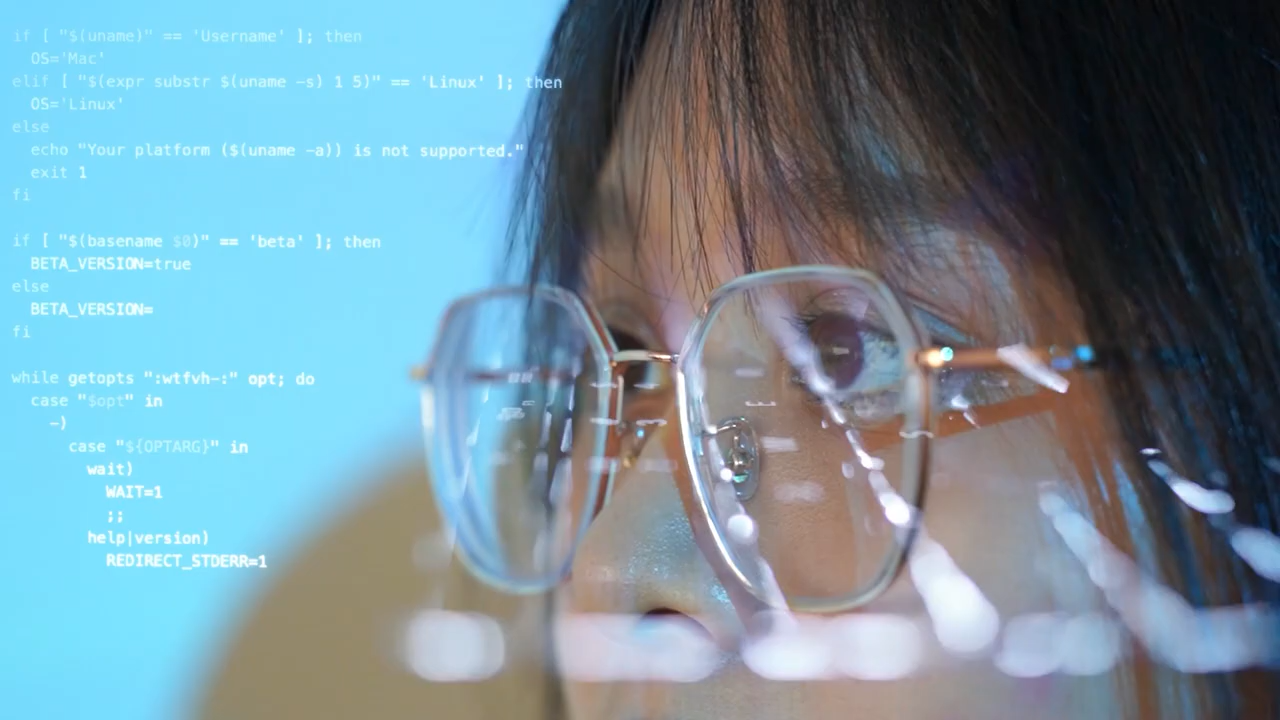 if [ "$(uname)" == 'Username' ]; then
OS='Mac'
elif [ "$(expr substr $(uname -s) 1 5)" == 'Linux' ]; then
OS='Linux'
else
echo "Your platform ($(uname -a)) is not supported."
exit 1
fi
if [ "$(basename $0)" == 'beta' ]; then
BETA_VERSION=true
else
BETA_VERSION=
fi
while getopts ":wtfvh-:" opt; do
case "$opt" in
-)
case "${OPTARG}" in
wait)
WAIT=1
;;
help|version)
REDIRECT_STDERR=1